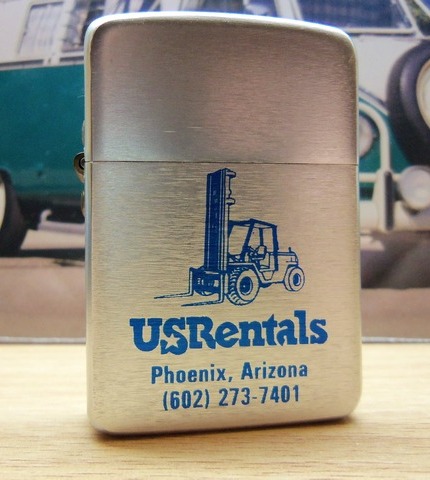 USRentals
Phoenix, Arizona
(602) 273-7401